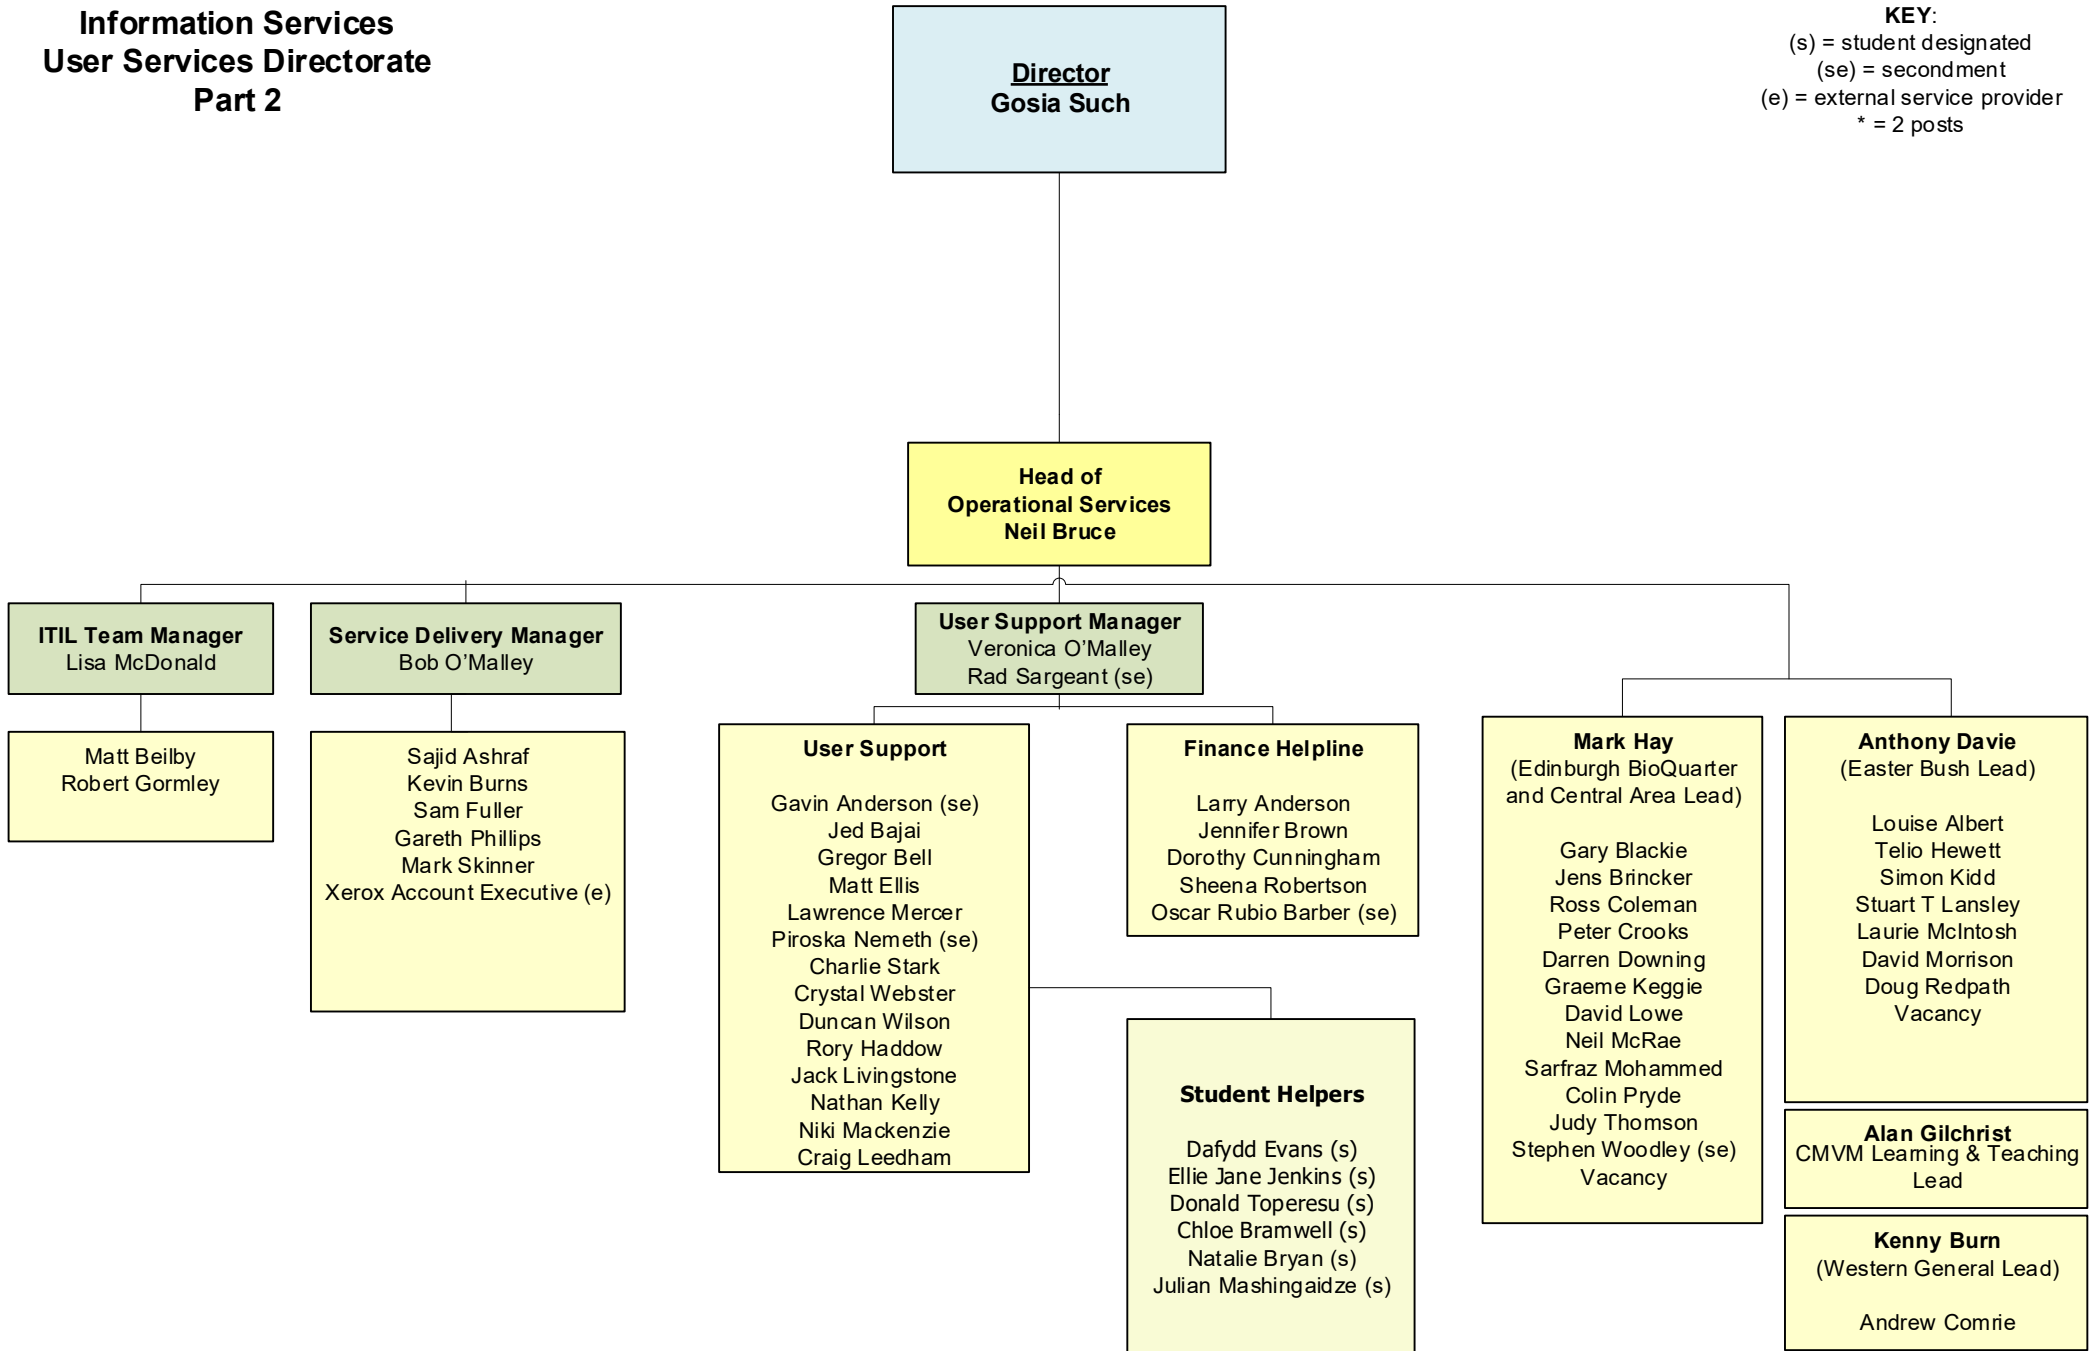 Information Services
User Services Directorate
Part 2
Director
Gosia Such
KEY:
(s) = student designated
(se) = secondment
(e) = external service provider
* = 2 posts
Head of
Operational Services
Neil Bruce
ITIL Team Manager
Lisa McDonald
Matt Beilby
Robert Gormley
Service Delivery Manager
Bob O’Malley
Sajid Ashraf
Kevin Burns
Sam Fuller
Gareth Phillips
Mark Skinner
Xerox Account Executive (e)
User Support Manager
Veronica O’Malley
Rad Sargeant (se)
User Support
Gavin Anderson (se)
Jed Bajai
Gregor Bell
Matt Ellis
Lawrence Mercer
Piroska Nemeth (se)
Charlie Stark
Crystal Webster
Duncan Wilson
Rory Haddow
Jack Livingstone
Nathan Kelly
Niki Mackenzie
Craig Leedham
Finance Helpline
Larry Anderson
Jennifer Brown
Dorothy Cunningham
Sheena Robertson
Oscar Rubio Barber (se)
Student Helpers
Dafydd Evans (s)
Ellie Jane Jenkins (s)
Donald Toperesu (s)
Chloe Bramwell (s)
Natalie Bryan (s)
Julian Mashingaidze (s)
Mark Hay
(Edinburgh BioQuarter
and Central Area Lead)
Gary Blackie
Jens Brincker
Ross Coleman
Peter Crooks
Darren Downing
Graeme Keggie
David Lowe
Neil McRae
Sarfraz Mohammed
Colin Pryde
Judy Thomson
Stephen Woodley (se)
Vacancy
Anthony Davie
(Easter Bush Lead)
Louise Albert
Telio Hewett
Simon Kidd
Stuart T Lansley
Laurie McIntosh
David Morrison
Doug Redpath
Vacancy
Alan Gilchrist
CMVM Learning & Teaching
Lead
Kenny Burn
(Western General Lead)
Andrew Comrie